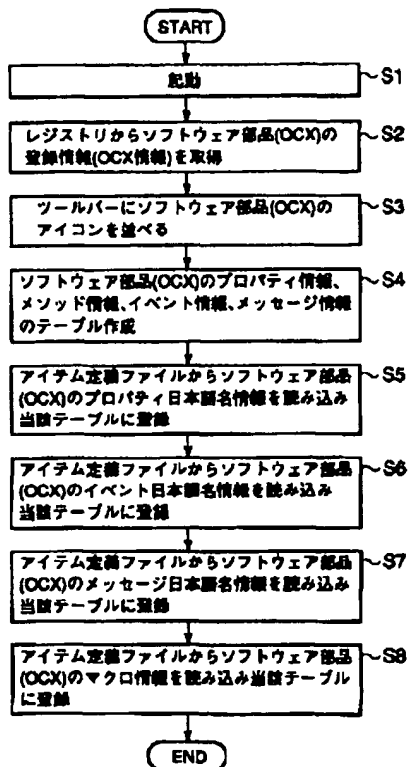 START
起動
S1
レジストリからソフトウェア部品(OCX)の
登録情報(OCX情報)を取得
S2
ツールバーにソフトウェア部品(OCX)の
アイコンを並べる
S3
ソフトウェア部品(OCX)のプロパティ情報、
メソッド情報、イベント情報、メッセージ情報
のテーブル作成
S4
アイテム定義ファイルからソフトウェア部品
(OCX)のプロパティ日本語名情報を読み込み
当該テーブルに登録
S5
アイテム定義ファイルからソフトウェア部品
(OCX)のイベント日本語名情報を読み込み
当該テーブルに登録
S6
アイテム定義ファイルからソフトウェア部品
(OCX)のメッセージ日本語名情報を読み込み
当該テーブルに登録
S7
アイテム定義ファイルからソフトウェア部品
(OCX)のマクロ情報を読み込み当該テーブル
に登録
S8
END